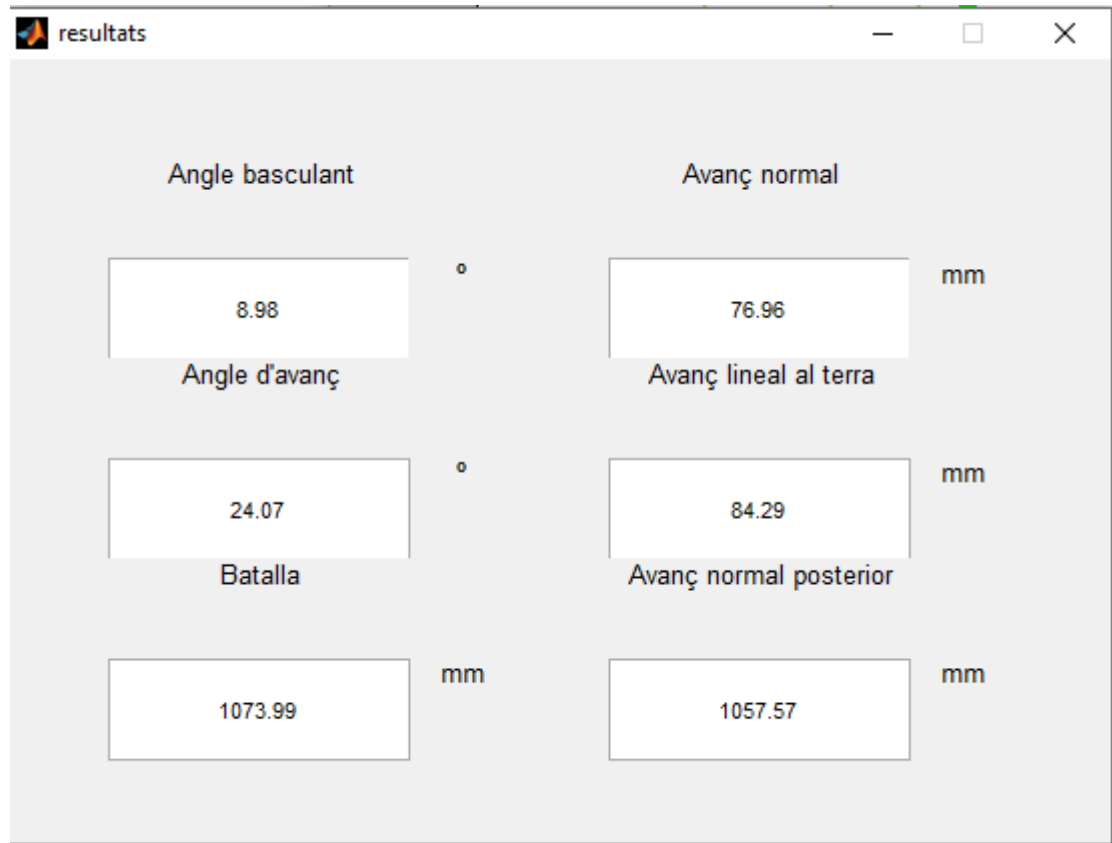 resultats
Angle basculant
Avanç normal
8.98
º
76.96
mm
Angle d'avanç
Avanç lineal al terra
24.07
º
84.29
mm
Batalla
Avanç normal posterior
1073.99
mm
1057.57
mm